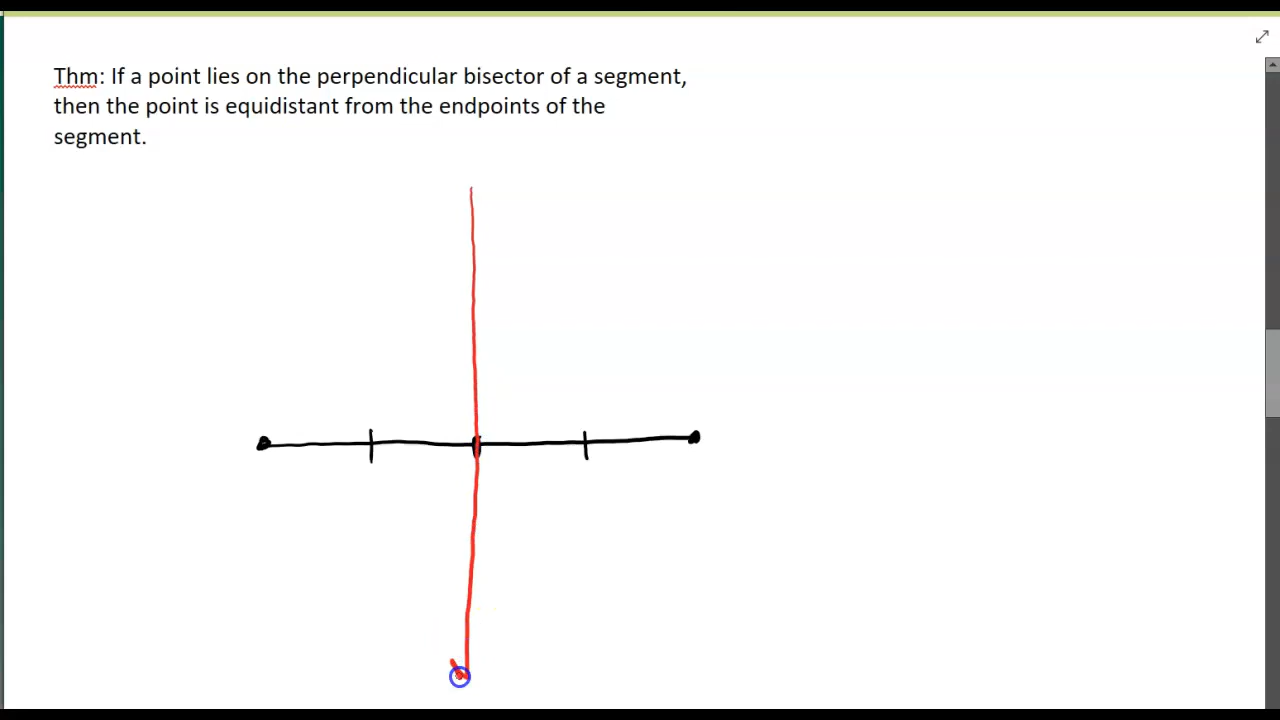 Thm: If a point lies on the perpendicular bisector of a segment,
then the point is equidistant from the endpoints of the
segment.